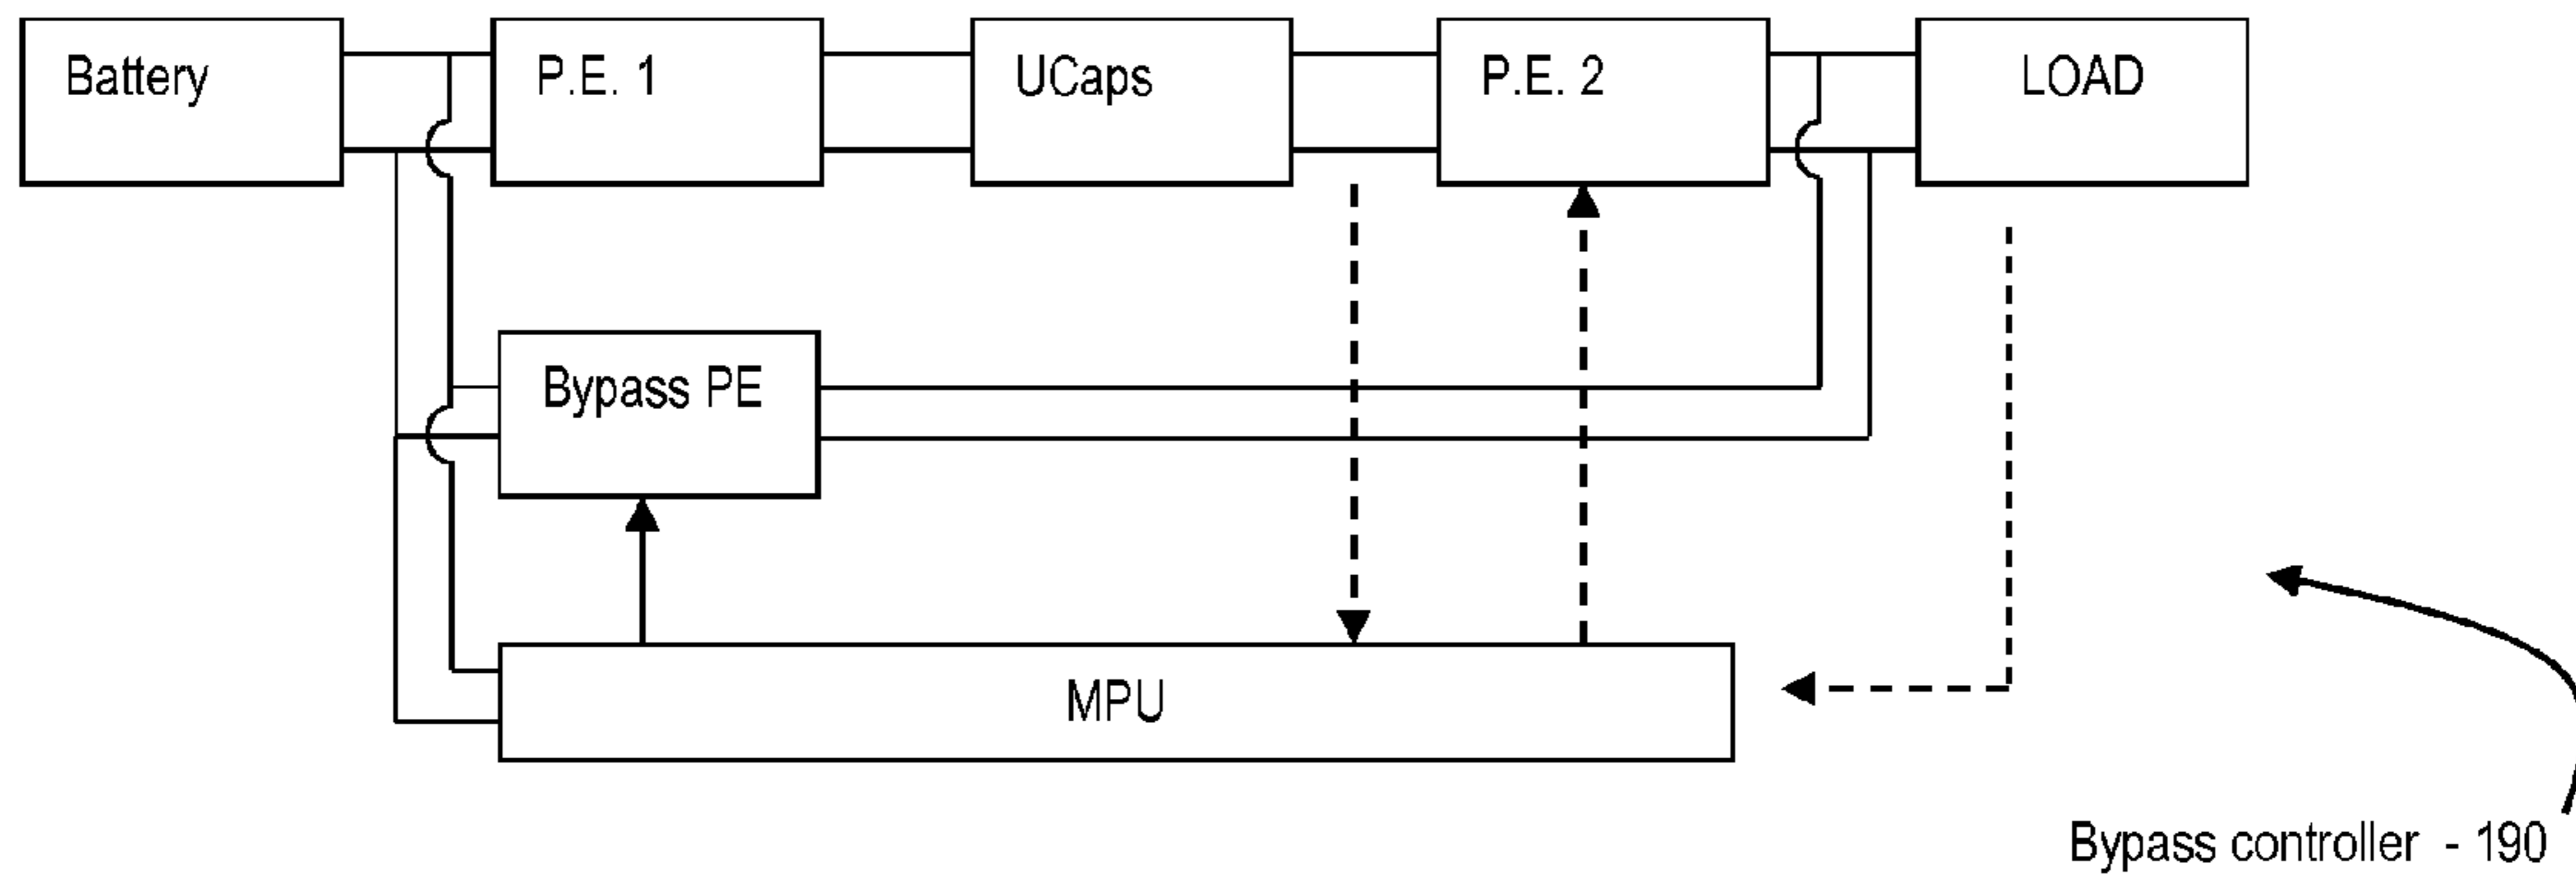 Battery
P.E. 1
UCaps
P.E. 2
LOAD
Bypass PE
MPU
Bypass controller - 190